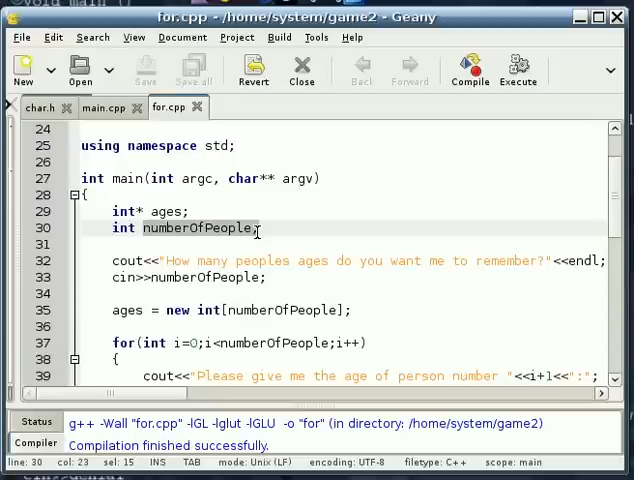 for.cpp - /home/system/game2 - Geany
File Edit Search View Document Project Build Tools Help
New Open Save Save all Revert Close Back Forward Compile Execute
char.h main.cpp for.cpp
24
25 using namespace std;
26
27 int main(int argc, char** argv)
28 {
29 int* ages;
30 int numberOfPeople;
31
32 cout<<"How many peoples ages do you want me to remember?"<<endl;
33 cin>>numberOfPeople;
34
35 ages = new int[numberOfPeople];
36
37 for(int i=0;i<numberOfPeople;i++)
38 {
39 cout<<"Please give me the age of person number "<<i+1<<":";
Status g++ -Wall "for.cpp" -lGL -lglut -lGLU -o "for" (in directory: /home/system/game2)
Compiler Compilation finished successfully.
line: 30 col: 23 sel: 15 INS TAB mode: Unix (LF) encoding: UTF-8 filetype: C++ scope: main